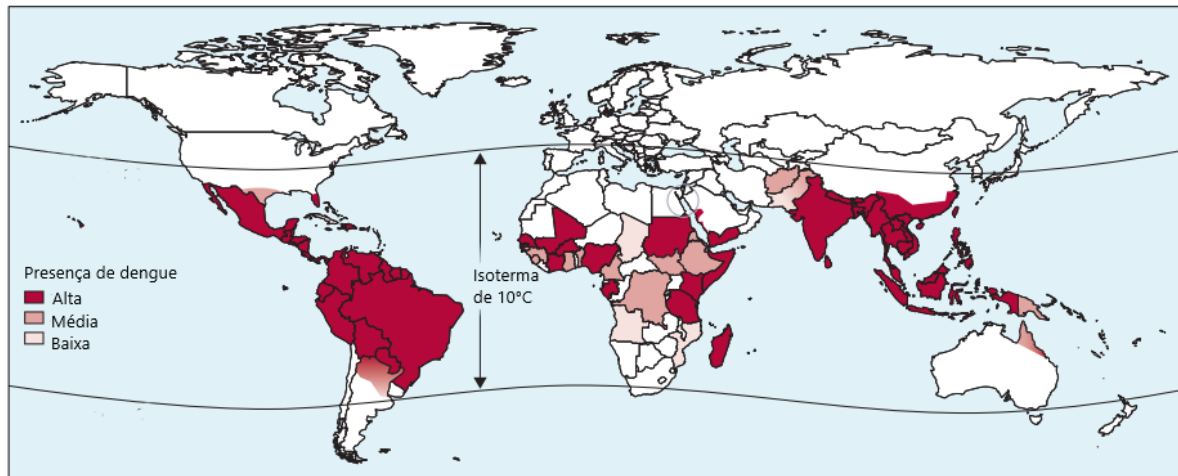 Presença de dengue
Alta
Média
Baixa
Isoterma
de 10°C